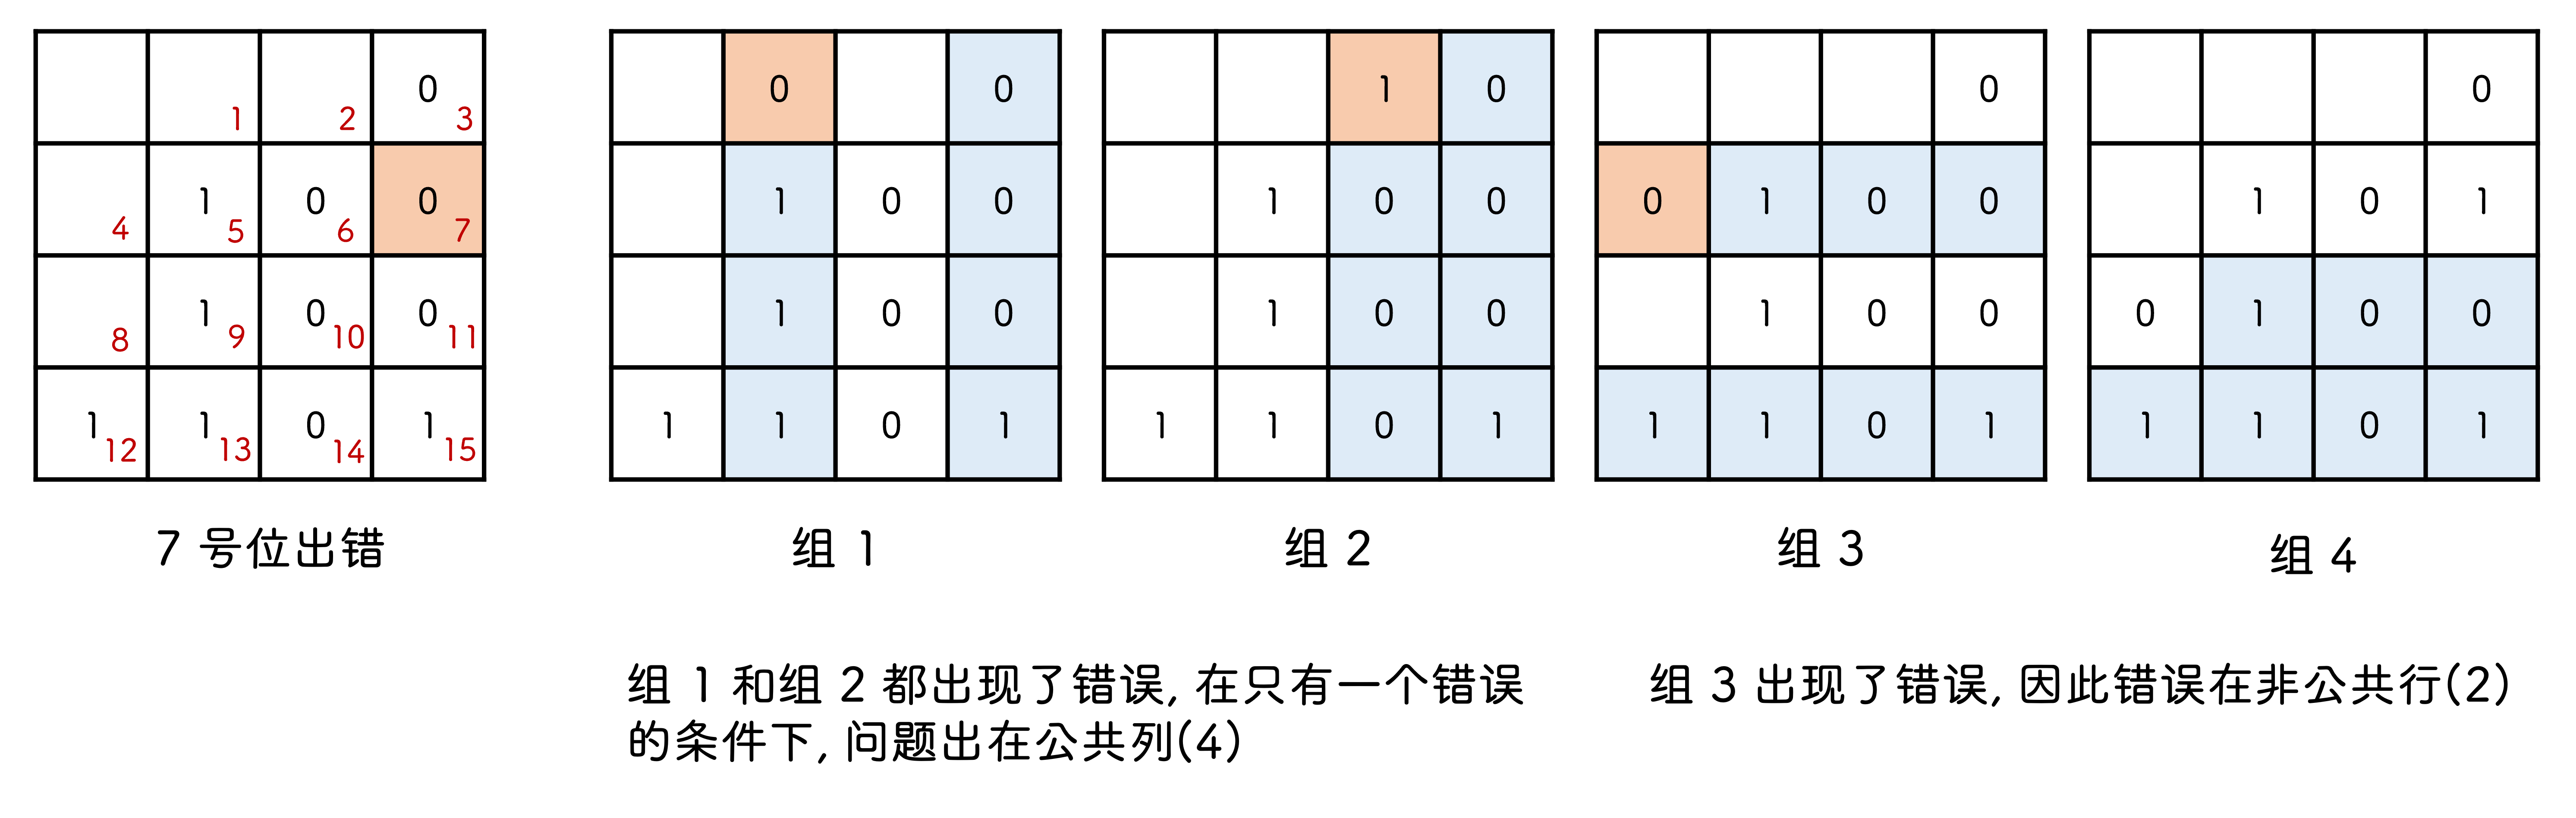 0 0 1 0 0 0
1 2 3
1 0 0 1 0 0 0 1 0 0 0 1 0 0 1 0 1
4 5 6 7
1 0 0 1 0 0 1 0 0 1 0 0 0 1 0 0
8 9 10 11
1 1 0 1 1 1 0 1 1 1 0 1 1 1 0 1 1 1 0 1
12 13 14 15
7 号位出错 组 1 组 2 组 3 组 4
组 1 和组 2 都出现了错误, 在只有一个错误
的条件下, 问题出在公共列(4)
组 3 出现了错误, 因此错误在非公共行(2)